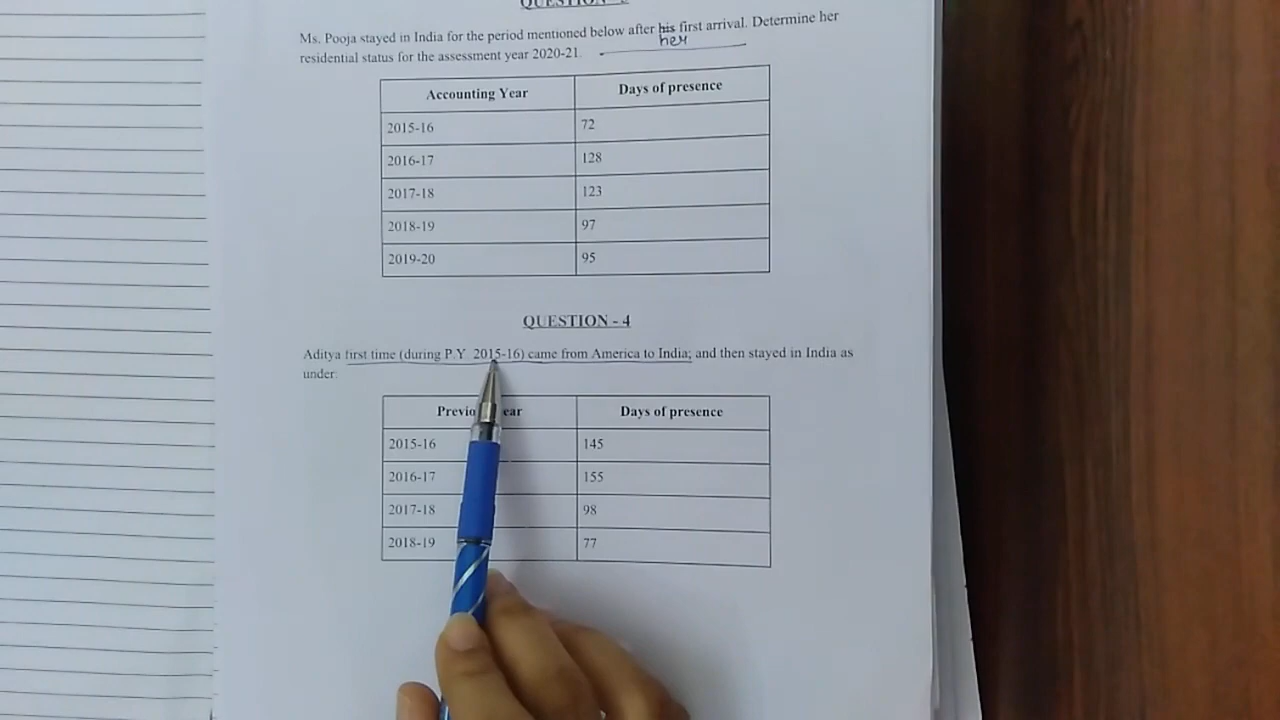 Ms. Pooja stayed in India for the period mentioned below after his first arrival. Determine her
her
residential status for the assessment year 2020-21.
Accounting Year Days of presence
2015-16 72
2016-17 128
2017-18 123
2018-19 97
2019-20 95
QUESTION - 4
Aditya first time (during P.Y 2015-16) came from America to India; and then stayed in India as
under:
Days of presence
2015-16 145
2016-17 155
2017-18 98
2018-19 77